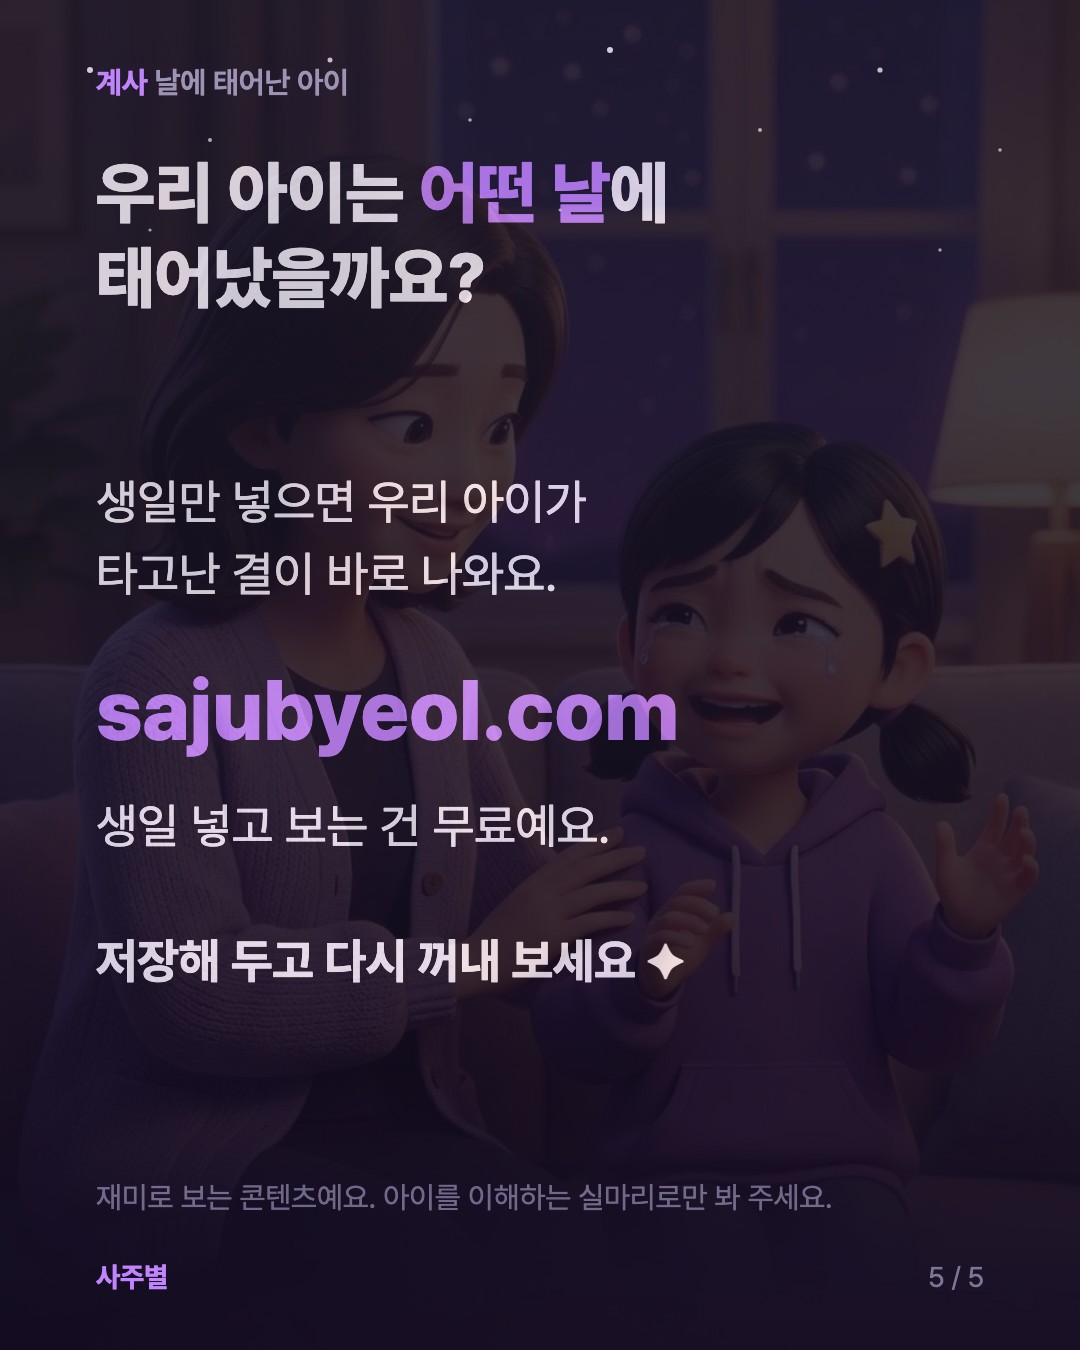 계사 날에 태어난 아이
우리 아이는 어떤 날에
태어났을까요?
생일만 넣으면 우리 아이가
타고난 결이 바로 나와요.
sajubyeol.com
생일 넣고 보는 건 무료예요.
저장해 두고 다시 꺼내 보세요 ✦
재미로 보는 콘텐츠예요. 아이를 이해하는 실마리로만 봐 주세요.
사주별
5 / 5